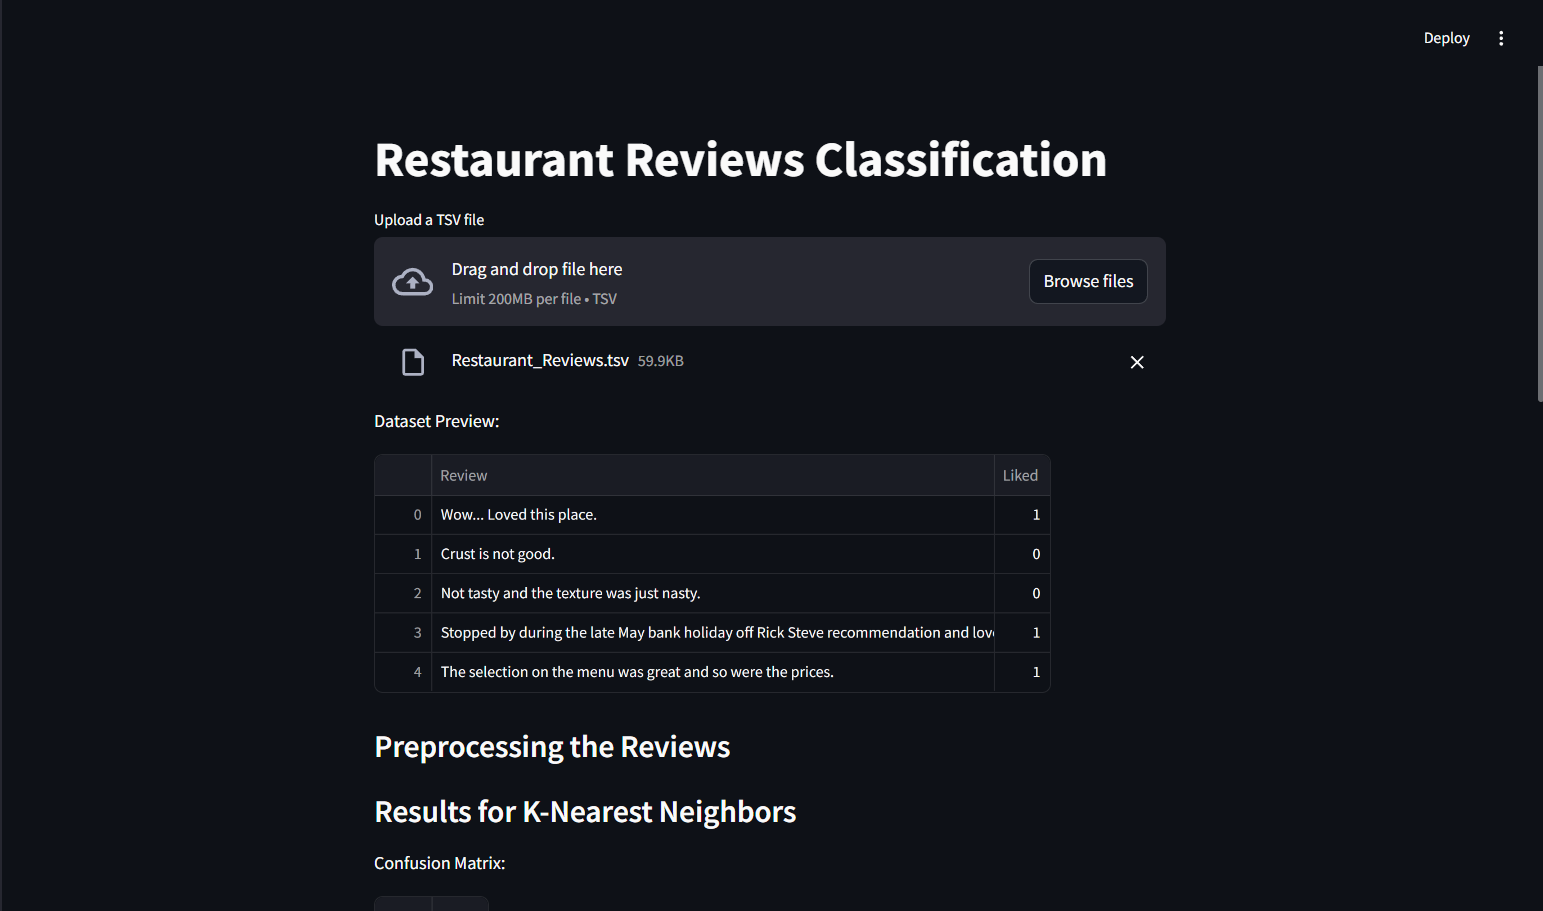 Deploy
Restaurant Reviews Classification
Upload a TSV file
Drag and drop file here
Limit 200MB per file • TSV
Browse files
Restaurant_Reviews.tsv 59.9KB
Dataset Preview:
Review Liked
0 Wow... Loved this place. 1
1 Crust is not good. 0
2 Not tasty and the texture was just nasty. 0
3 Stopped by during the late May bank holiday off Rick Steve recommendation and lov 1
4 The selection on the menu was great and so were the prices. 1
Preprocessing the Reviews
Results for K-Nearest Neighbors
Confusion Matrix: